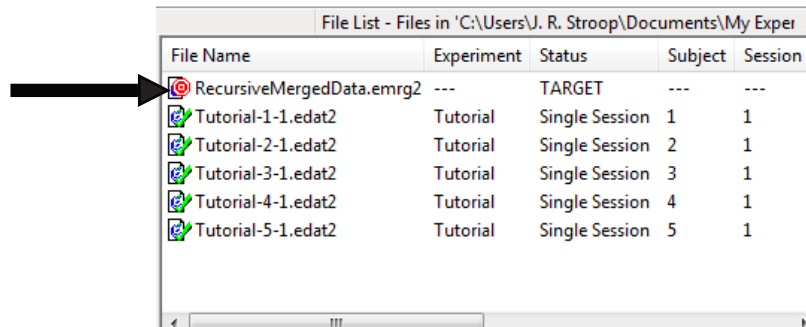 File List - Files in 'C:\Users\J. R. Stroop\Documents\My Exper
File Name Experiment Status Subject Session
RecursiveMergedData.emrg2 --- TARGET --- ---
Tutorial-1-1.edat2 Tutorial Single Session 1 1
Tutorial-2-1.edat2 Tutorial Single Session 2 1
Tutorial-3-1.edat2 Tutorial Single Session 3 1
Tutorial-4-1.edat2 Tutorial Single Session 4 1
Tutorial-5-1.edat2 Tutorial Single Session 5 1